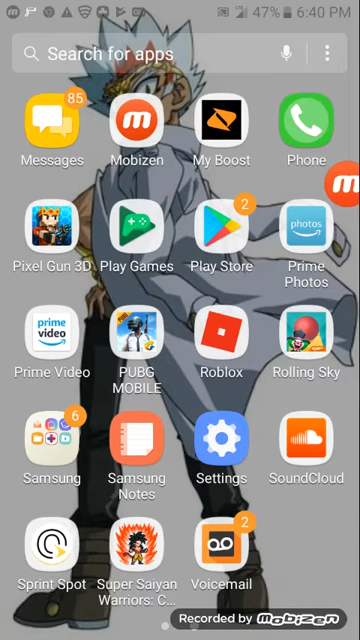 47% 6:40 PM
Search for apps
85
Messages
Mobizen
My Boost
Phone
2
Pixel Gun 3D
Play Games
Play Store
photos
Prime
Photos
prime
video
PUBG
Prime Video
PUBG
MOBILE
Roblox
Rolling Sky
6
Samsung
Samsung
Notes
Settings
SoundCloud
2
Sprint Spot
Super Saiyan
Warriors: C...
Voicemail
Recorded by mobizen